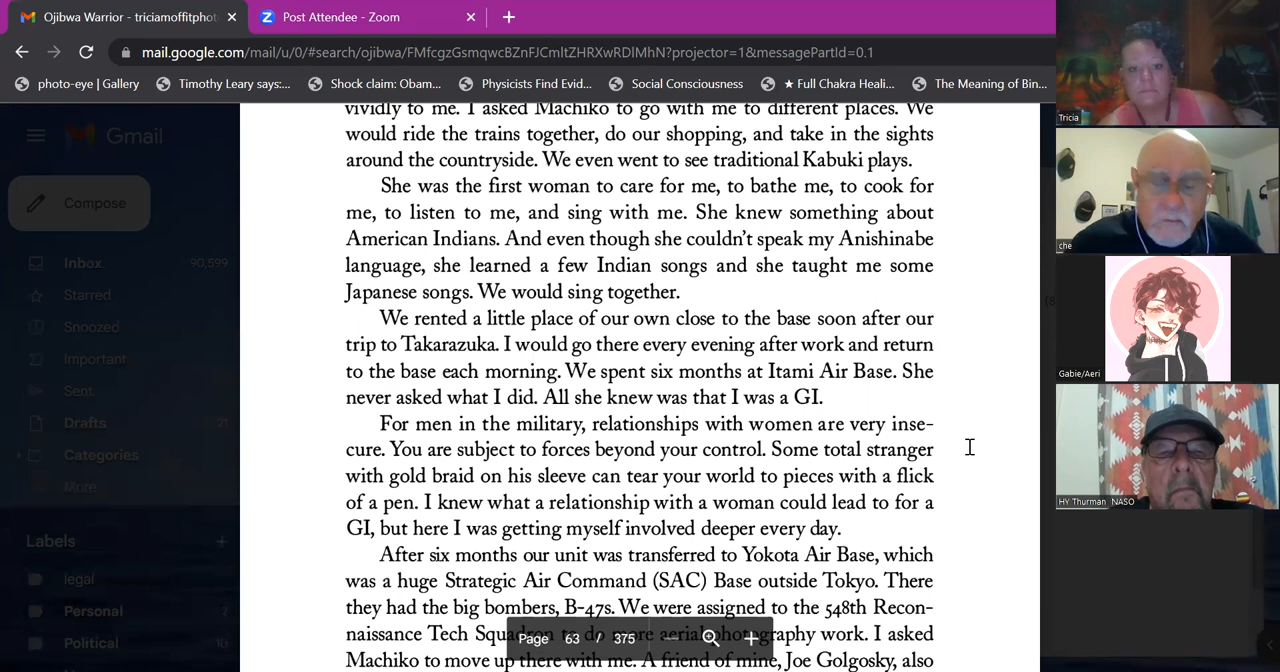 Ojibwa Warrior - triciamoffitphot
Post Attendee - Zoom
mail.google.com/mail/u/0/#search/ojibwa/FMfcgzGsmqwcBZnFJCmltZHRXwRDlMhN?projector=1&messagePartId=0.1
photo-eye | Gallery
Timothy Leary says:...
Shock claim: Obam...
Physicists Find Evid...
Social Consciousness
★ Full Chakra Heali...
The Meaning of Bin...
Gmail
Compose
Inbox 90,599
Starred
Snoozed
Important
Sent
Drafts 21
Categories
More
Labels
legal
Personal 2
Political 10
vividly to me. I asked Machiko to go with me to different places. We
would ride the trains together, do our shopping, and take in the sights
around the countryside. We even went to see traditional Kabuki plays.
She was the first woman to care for me, to bathe me, to cook for
me, to listen to me, and sing with me. She knew something about
American Indians. And even though she couldn't speak my Anishinabe
language, she learned a few Indian songs and she taught me some
Japanese songs. We would sing together.
We rented a little place of our own close to the base soon after our
trip to Takarazuka. I would go there every evening after work and return
to the base each morning. We spent six months at Itami Air Base. She
never asked what I did. All she knew was that I was a GI.
For men in the military, relationships with women are very inse-
cure. You are subject to forces beyond your control. Some total stranger
with gold braid on his sleeve can tear your world to pieces with a flick
of a pen. I knew what a relationship with a woman could lead to for a
GI, but here I was getting myself involved deeper every day.
After six months our unit was transferred to Yokota Air Base, which
was a huge Strategic Air Command (SAC) Base outside Tokyo. There
they had the big bombers, B-47s. We were assigned to the 548th Recon-
naissance Tech Squadron to do more aerial photography work. I asked
Machiko to move up there with me. A friend of mine, Joe Golgosky, also
Page 63 / 375
Tricia
che
Gabie/Aeri
HY Thurman NASO